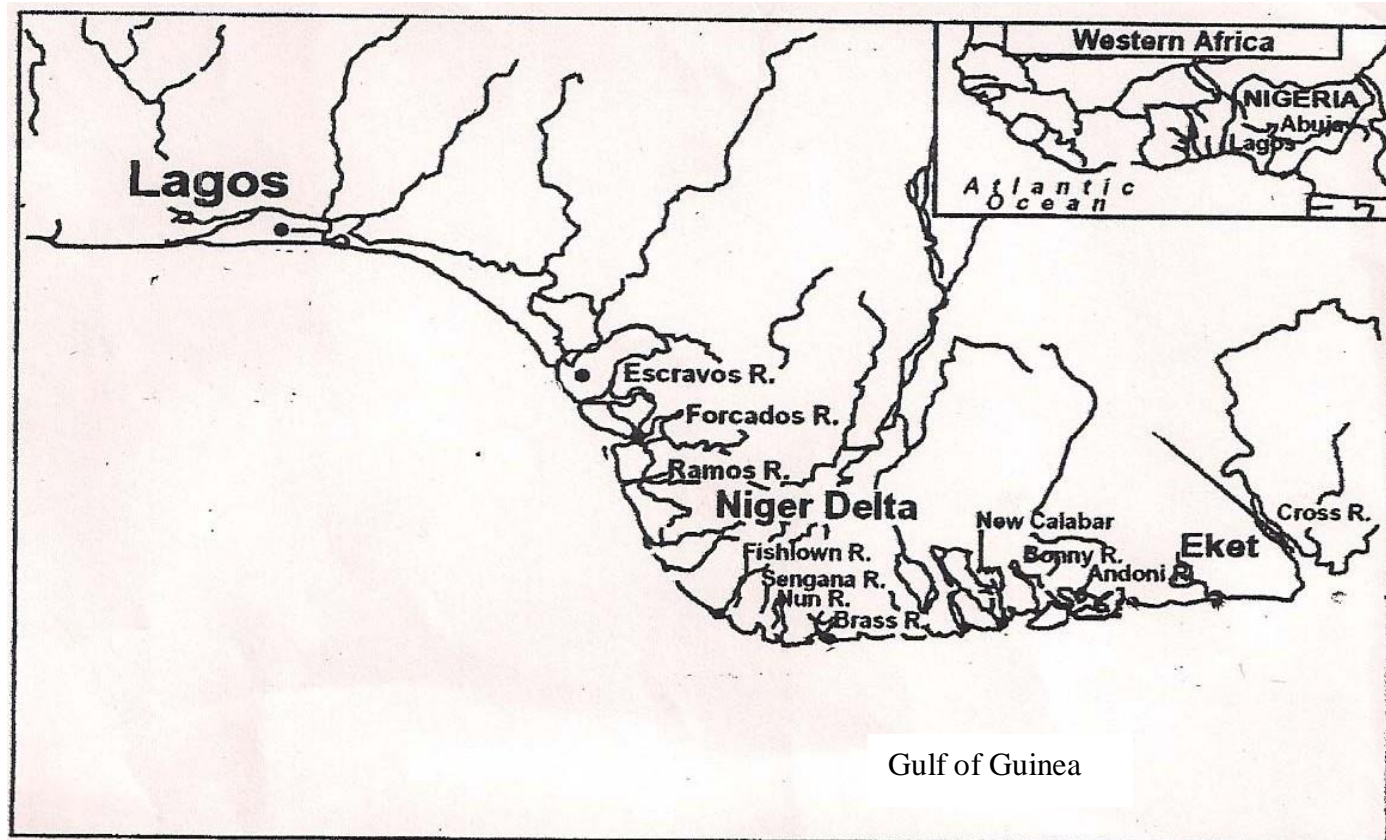 Western Africa
NIGERIA
Abuja
Lagos
Atlantic
Ocean
Lagos
Escravos R.
Forcados R.
Ramos R.
Niger Delta
New Calabar
Cross R.
Fishtown R.
Bonny R.
Eket
Sengana R.
Andoni R.
Nun R.
Brass R.
Gulf of Guinea